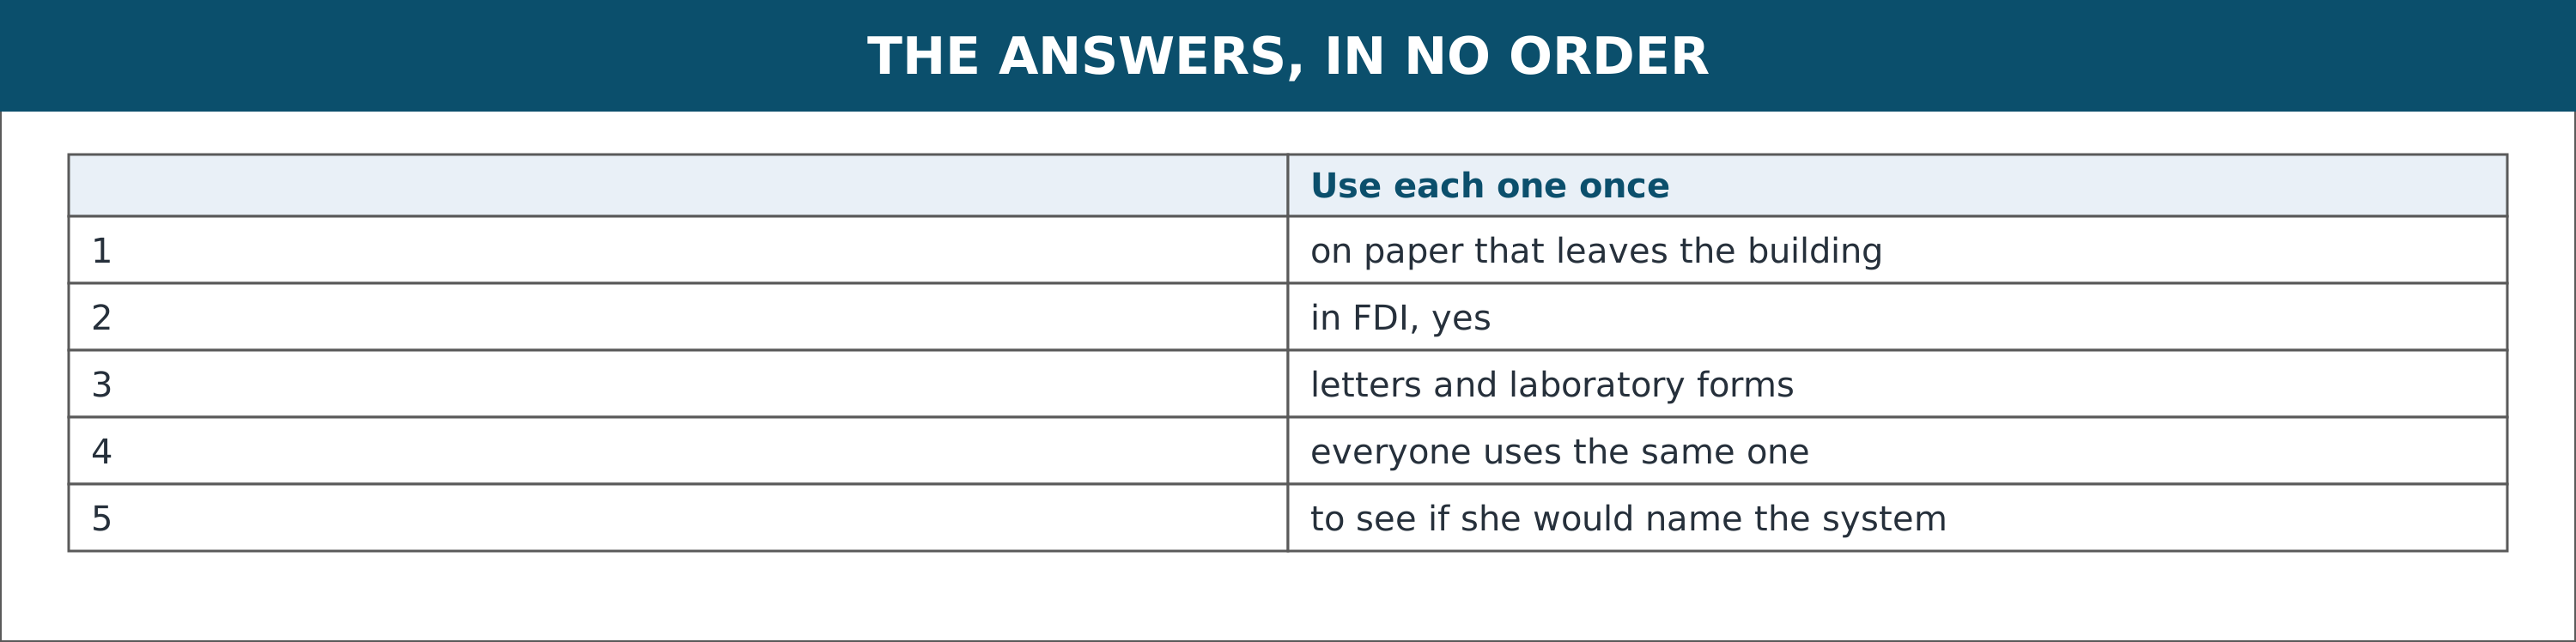 THE ANSWERS, IN NO ORDER
Use each one once
1 on paper that leaves the building
2 in FDI, yes
3 letters and laboratory forms
4 everyone uses the same one
5 to see if she would name the system